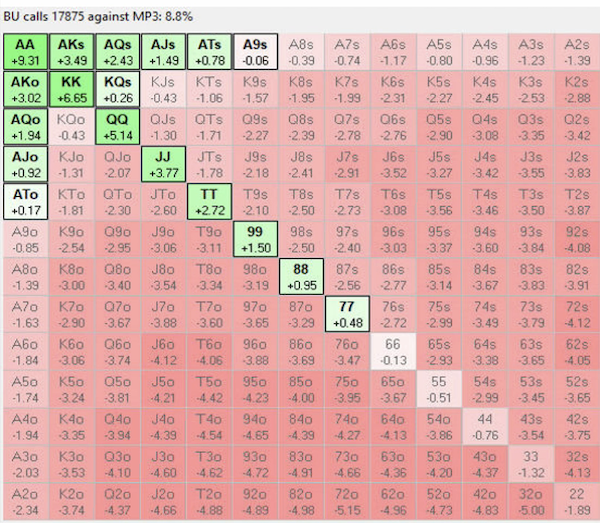 BU calls 17875 against MP3: 8.8%
AA AKs AQs AJs ATs A9s A8s A7s A6s A5s A4s A3s A2s
+9.31 +3.49 +2.43 +1.49 +0.78 -0.06 -0.39 -0.74 -1.17 -0.80 -0.96 -1.23 -1.39
AKo KK KQs KJs KTs K9s K8s K7s K6s K5s K4s K3s K2s
+3.02 +6.65 +0.26 -0.43 -1.06 -1.57 -1.95 -1.99 -2.31 -2.27 -2.45 -2.53 -2.88
AQo KQo QQ QJs QTs Q9s Q8s Q7s Q6s Q5s Q4s Q3s Q2s
+1.94 -0.43 +5.14 -1.30 -1.71 -2.27 -2.39 -2.78 -2.76 -2.90 -3.08 -3.35 -3.42
AJo KJo QJo JJ JTs J9s J8s J7s J6s J5s J4s J3s J2s
+0.92 -1.31 -2.07 +3.77 -1.78 -2.18 -2.41 -2.91 -3.52 -3.27 -3.42 -3.55 -3.83
ATo KTo QTo JTo TT T9s T8s T7s T6s T5s T4s T3s T2s
+0.17 -1.81 -2.30 -2.60 +2.72 -2.10 -2.50 -2.73 -3.08 -3.56 -3.46 -3.50 -3.87
A9o K9o Q9o J9o T9o 99 98s 97s 96s 95s 94s 93s 92s
-0.85 -2.54 -2.95 -3.06 -3.11 +1.50 -2.50 -2.40 -3.03 -3.37 -3.60 -3.84 -4.08
A8o K8o Q8o J8o T8o 98o 88 87s 86s 85s 84s 83s 82s
-1.39 -3.00 -3.40 -3.54 -3.34 -3.19 +0.95 -2.56 -2.77 -3.14 -3.67 -3.83 -3.91
A7o K7o Q7o J7o T7o 97o 87o 77 76s 75s 74s 73s 72s
-1.63 -2.90 -3.67 -3.88 -3.60 -3.65 -3.29 +0.48 -2.72 -2.99 -3.49 -3.79 -4.12
A6o K6o Q6o J6o T6o 96o 86o 76o 66 65s 64s 63s 62s
-1.84 -3.06 -3.74 -4.12 -4.06 -3.88 -3.69 -3.47 -0.13 -2.93 -3.38 -3.65 -4.05
A5o K5o Q5o J5o T5o 95o 85o 75o 65o 55 54s 53s 52s
-1.74 -3.24 -3.81 -4.21 -4.42 -4.23 -4.00 -3.95 -3.67 -0.51 -2.99 -3.45 -3.65
A4o K4o Q4o J4o T4o 94o 84o 74o 64o 54o 44 43s 42s
-1.94 -3.35 -3.94 -4.39 -4.54 -4.65 -4.39 -4.27 -4.13 -3.86 -0.76 -3.54 -3.75
A3o K3o Q3o J3o T3o 93o 83o 73o 63o 53o 43o 33 32s
-2.03 -3.53 -4.10 -4.60 -4.62 -4.72 -4.91 -4.66 -4.36 -4.20 -4.37 -1.32 -4.13
A2o K2o Q2o J2o T2o 92o 82o 72o 62o 52o 42o 32o 22
-2.34 -3.74 -4.37 -4.66 -4.88 -4.89 -4.98 -5.15 -4.96 -4.73 -4.83 -5.00 -1.89